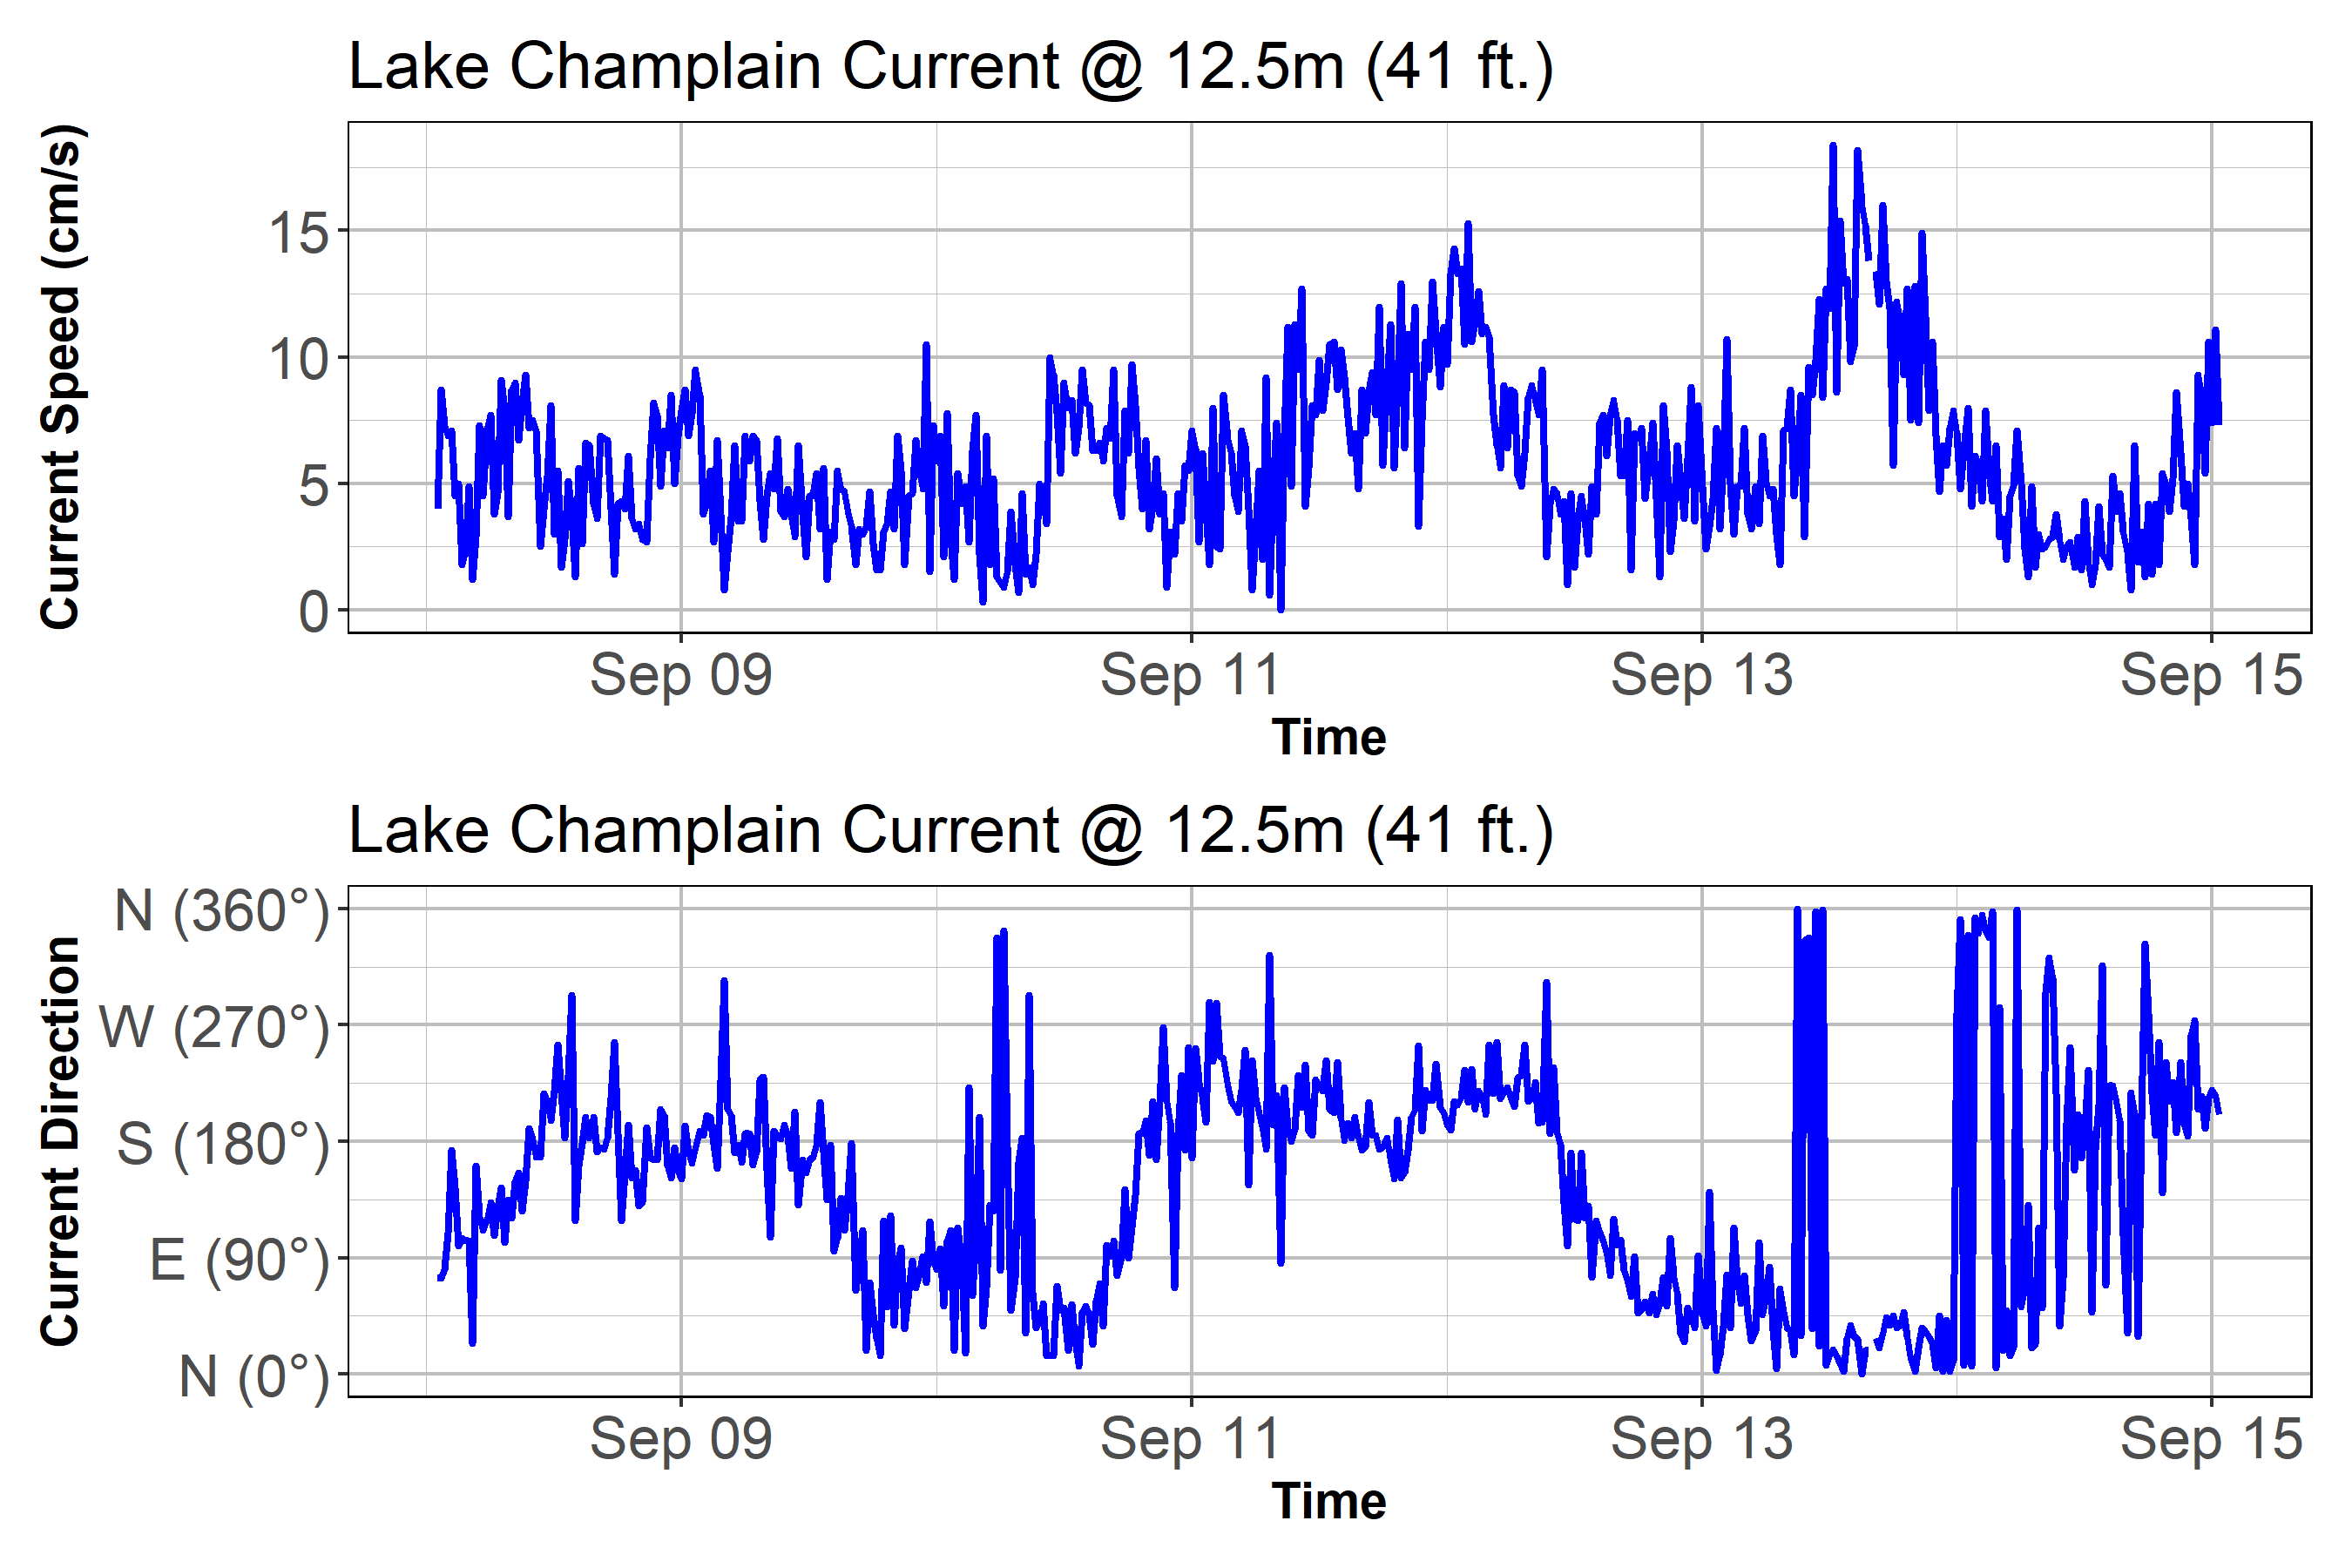 Lake Champlain Current @ 12.5m (41 ft.)
Current Speed (cm/s)
15
10
5
0
Sep 09 Sep 11 Sep 13 Sep 15
Time
Lake Champlain Current @ 12.5m (41 ft.)
Current Direction
N (360°)
W (270°)
S (180°)
E (90°)
N (0°)
Sep 09 Sep 11 Sep 13 Sep 15
Time